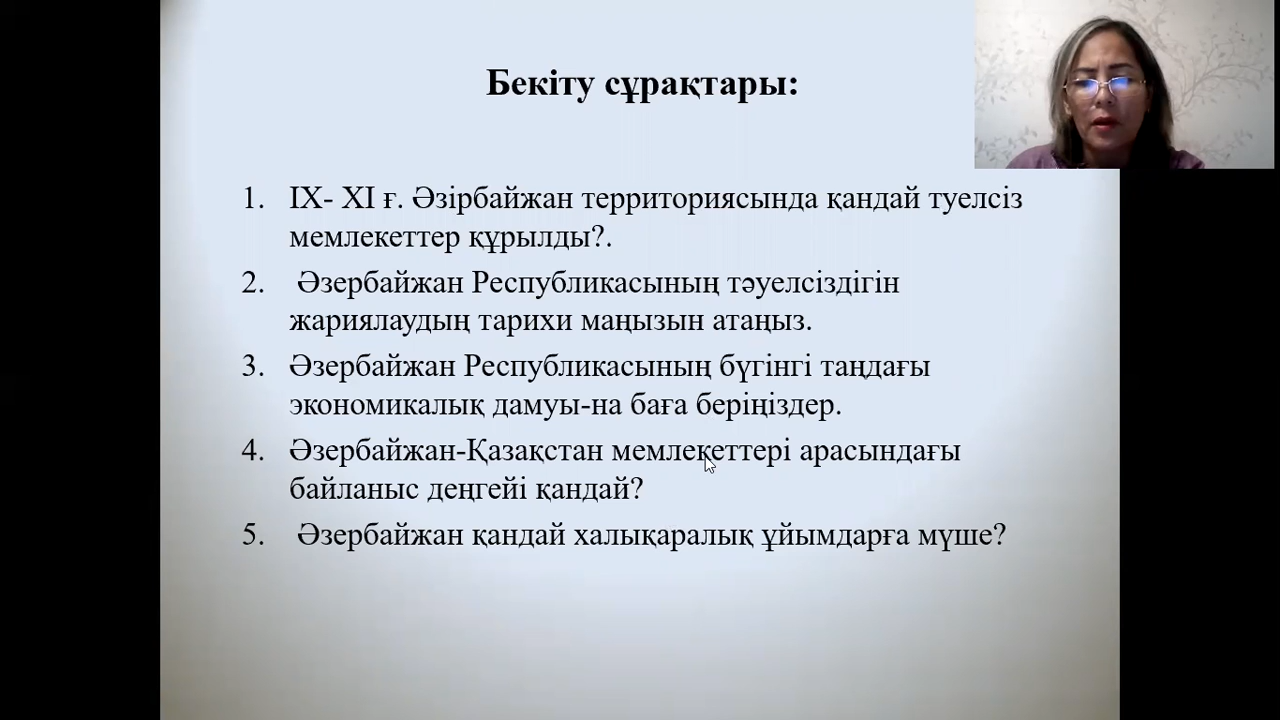 Бекіту сұрақтары:
1. IX- XI ғ. Әзірбайжан территориясында қандай туелсіз
мемлекеттер құрылды?.
2. Әзербайжан Республикасының тәуелсіздігін
жариялаудың тарихи маңызын атаңыз.
3. Әзербайжан Республикасының бүгінгі таңдағы
экономикалық дамуы-на баға беріңіздер.
4. Әзербайжан-Қазақстан мемлекеттері арасындағы
байланыс деңгейі қандай?
5. Әзербайжан қандай халықаралық ұйымдарға мүше?